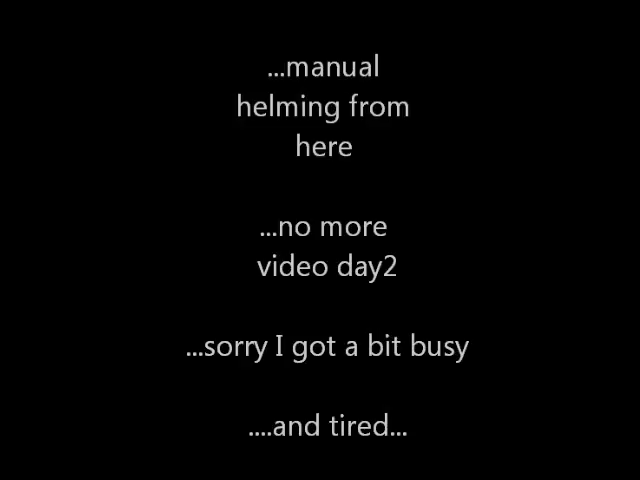 ...manual
helming from
here
...no more
video day2
...sorry I got a bit busy
....and tired...